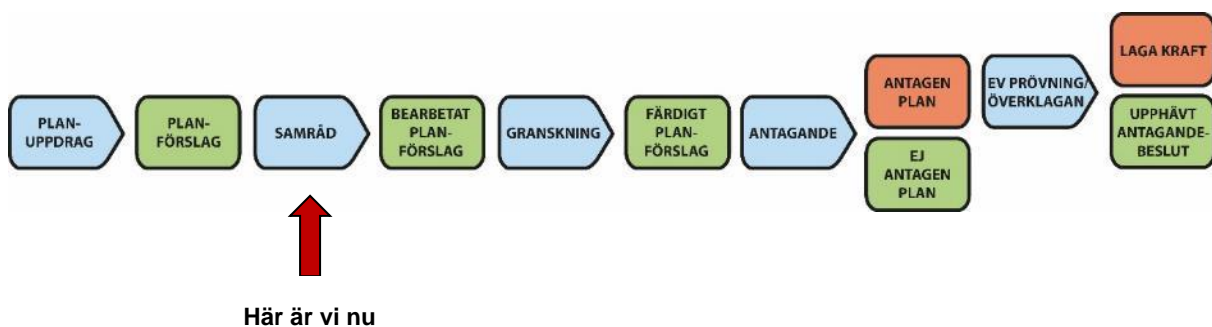 PLAN-
UPPDRAG
PLAN-
FÖRSLAG
SAMRÅD
BEARBETAT
PLAN-
FÖRSLAG
GRANSKNING
FÄRDIGT
PLAN-
FÖRSLAG
ANTAGANDE
ANTAGEN
PLAN
EJ
ANTAGEN
PLAN
EV PRÖVNING/
ÖVERKLAGAN
LAGA KRAFT
UPPHÄVT
ANTAGANDE-
BESLUT
Här är vi nu